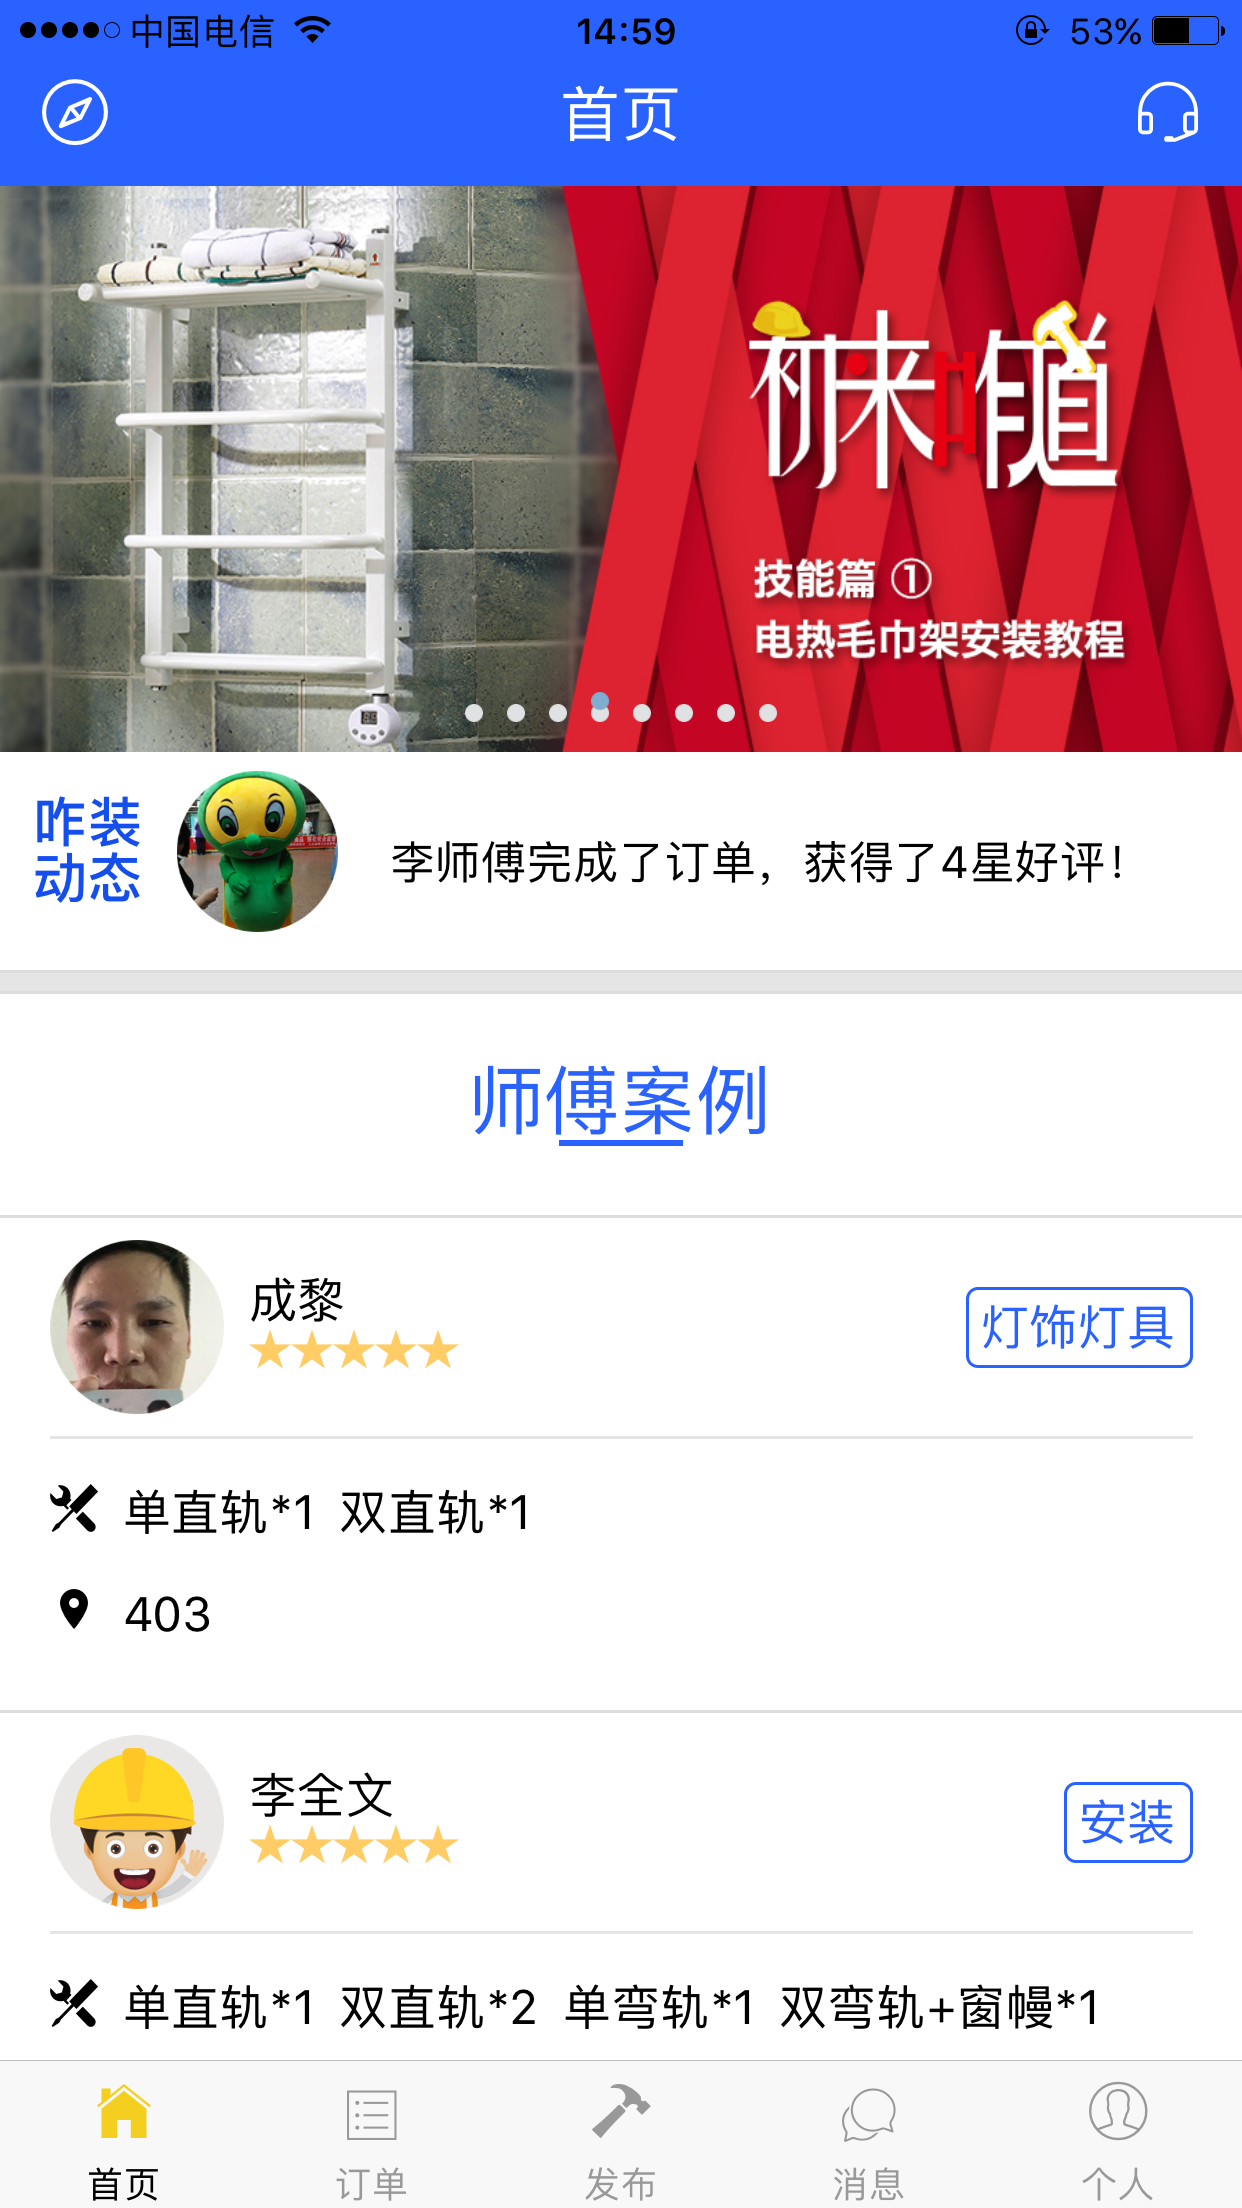 中国电信
14:59
53%
首页
初来咋道
技能篇 ①
电热毛巾架安装教程
咋装
动态
李师傅完成了订单，获得了4星好评！
师傅案例
成黎
灯饰灯具
单直轨*1 双直轨*1
403
李全文
安装
单直轨*1 双直轨*2 单弯轨*1 双弯轨+窗幔*1
首页
订单
发布
消息
个人